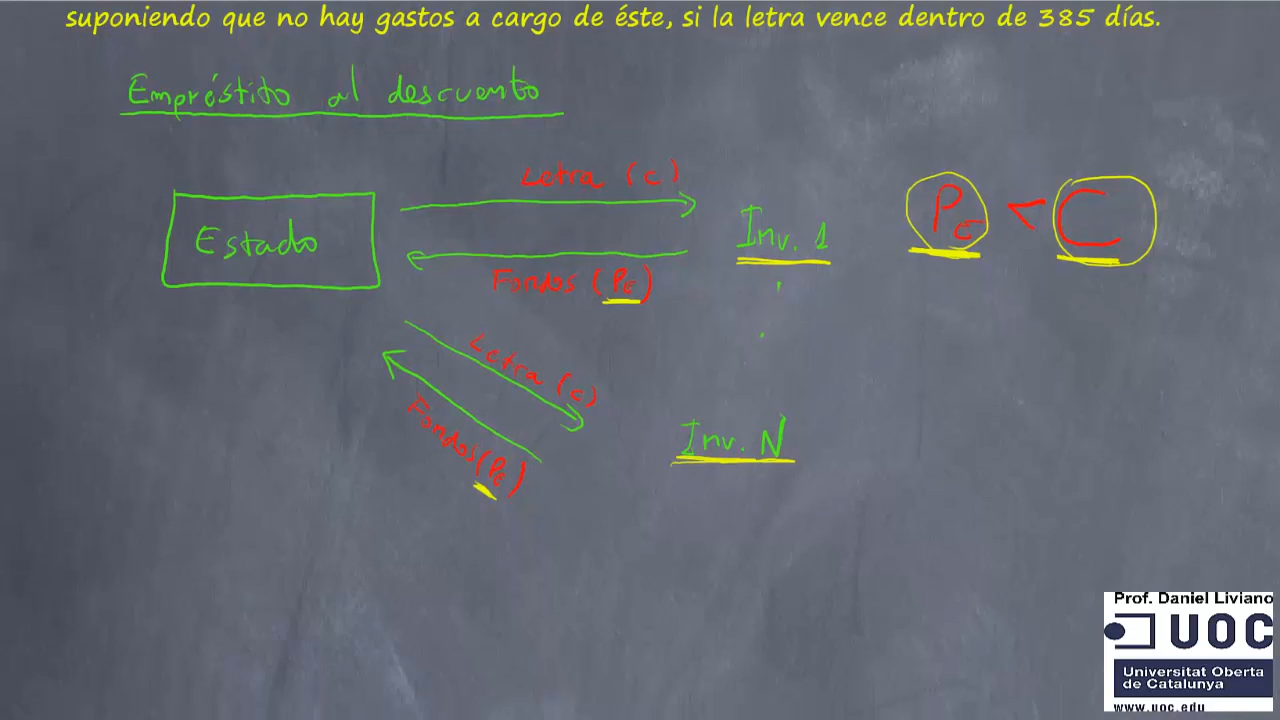 suponiendo que no hay gastos a cargo de éste, si la letra vence dentro de 385 días.
Empréstito al descuento
Letra (C)
Estado
Inv. 1
PE < C
Fondos (PE)
Letra (C)
Fondos (PE)
Inv. N
Prof. Daniel Liviano
UOC
Universitat Oberta
de Catalunya
www.uoc.edu